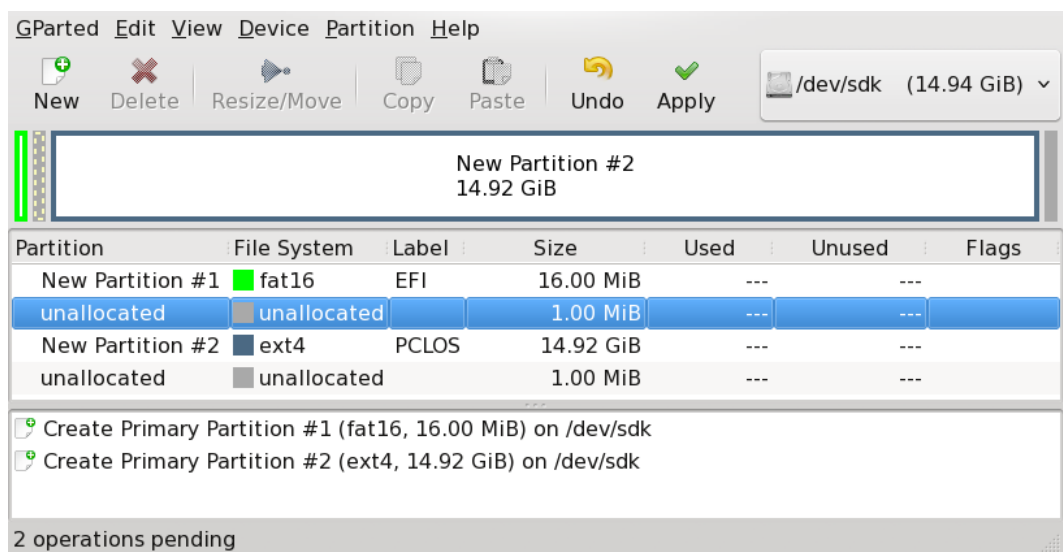 GParted Edit View Device Partition Help
New Delete Resize/Move Copy Paste Undo Apply /dev/sdk (14.94 GiB)
New Partition #2
14.92 GiB
Partition File System Label Size Used Unused Flags
New Partition #1 fat16 EFI 16.00 MiB --- ---
unallocated unallocated 1.00 MiB --- ---
New Partition #2 ext4 PCLOS 14.92 GiB --- ---
unallocated unallocated 1.00 MiB --- ---
Create Primary Partition #1 (fat16, 16.00 MiB) on /dev/sdk
Create Primary Partition #2 (ext4, 14.92 GiB) on /dev/sdk
2 operations pending